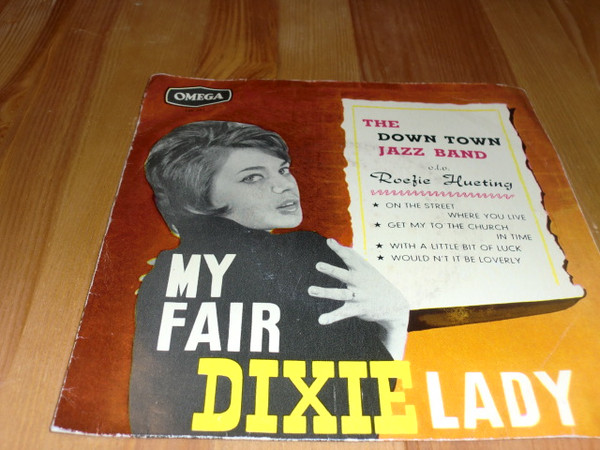 OMEGA
THE
DOWN TOWN
JAZZ BAND
o.l.v.
Roefie Hueting
★ ON THE STREET
WHERE YOU LIVE
★ GET MY TO THE CHURCH
IN TIME
★ WITH A LITTLE BIT OF LUCK
★ WOULD N'T IT BE LOVERLY
MY
FAIR
DIXIE LADY